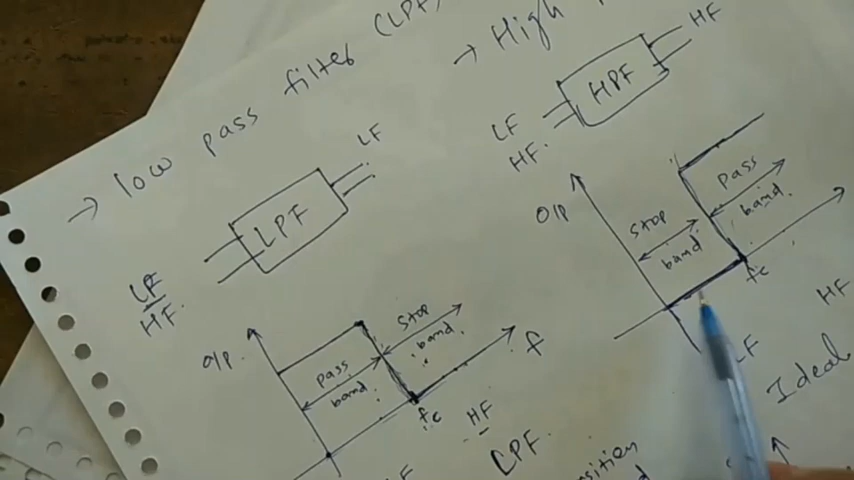 → low pass filter (LPF)
LPF
LF
HF
LF
O/P
pass
band
stop
band
f
fc
HF
LPF
→ High
HPF
LF
HF
HF
O/P
stop
band
pass
band
fc
LF
HF
Ideal